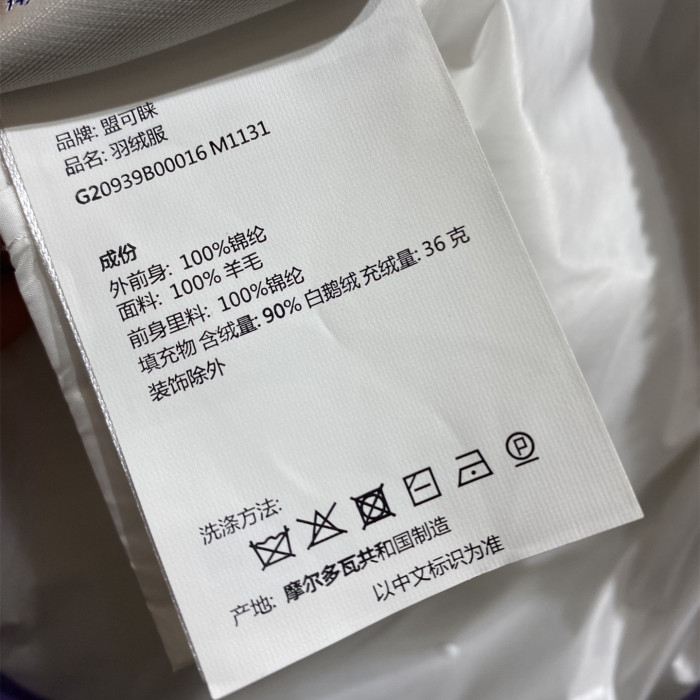 品牌: 盟可睐
品名: 羽绒服
G20939B00016 M1131
成份
外前身: 100%锦纶
面料: 100% 羊毛
前身里料: 100%锦纶
填充物 含绒量: 90% 白鹅绒 充绒量: 36 克
装饰除外
洗涤方法:
P
产地: 摩尔多瓦共和国制造
以中文标识为准